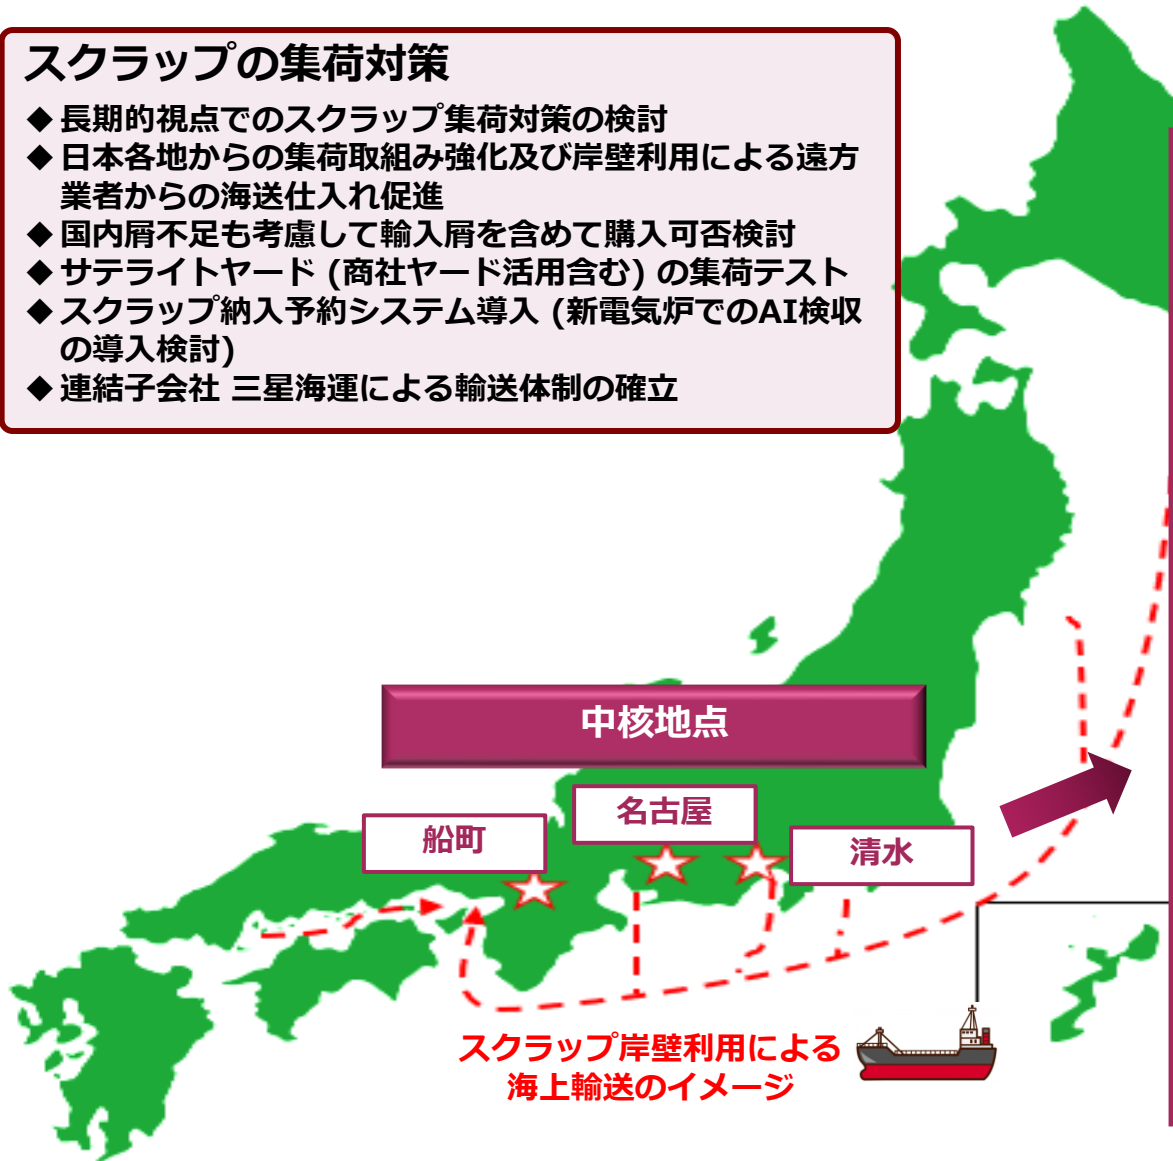 スクラップの集荷対策
◆ 長期的視点でのスクラップ集荷対策の検討
◆ 日本各地からの集荷取組み強化及び岸壁利用による遠方
業者からの海送仕入れ促進
◆ 国内屑不足も考慮して輸入屑を含めて購入可否検討
◆ サテライトヤード (商社ヤード活用含む) の集荷テスト
◆ スクラップ納入予約システム導入 (新電気炉でのAI検収
の導入検討)
◆ 連結子会社 三星海運による輸送体制の確立
中核地点
船町
名古屋
清水
スクラップ岸壁利用による
海上輸送のイメージ